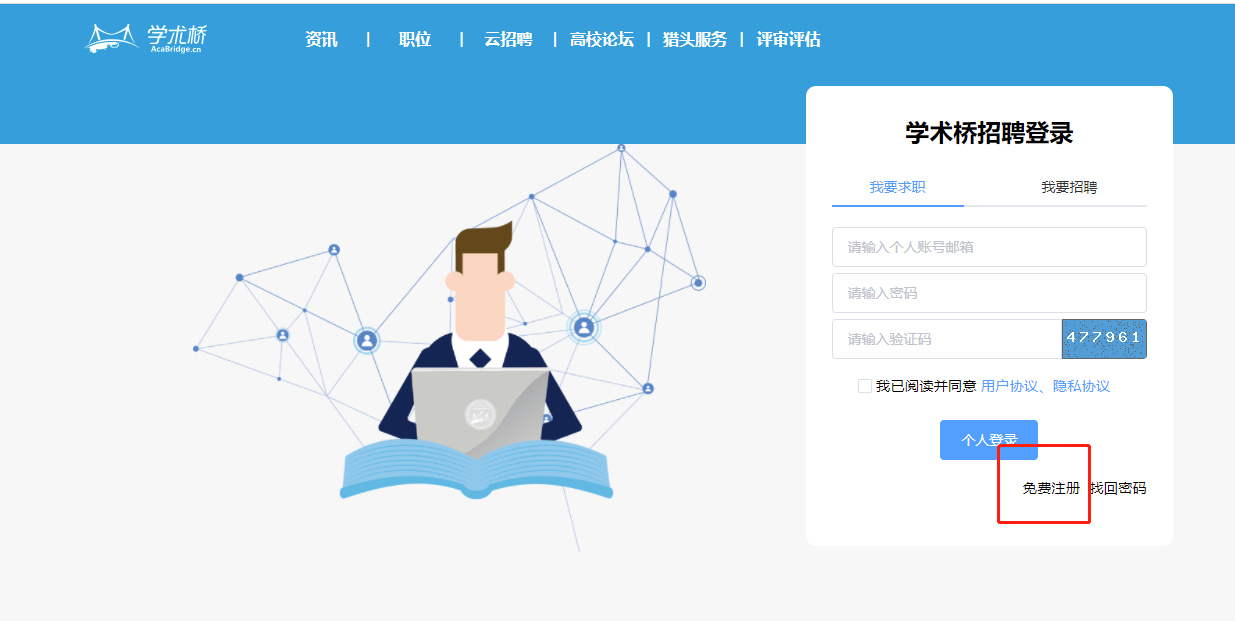 学术桥
AcaBridge.cn
资讯 | 职位 | 云招聘 | 高校论坛 | 猎头服务 | 评审评估
学术桥招聘登录
我要求职 我要招聘
请输入个人账号邮箱
请输入密码
请输入验证码 477961
我已阅读并同意 用户协议、隐私协议
个人登录
免费注册 找回密码